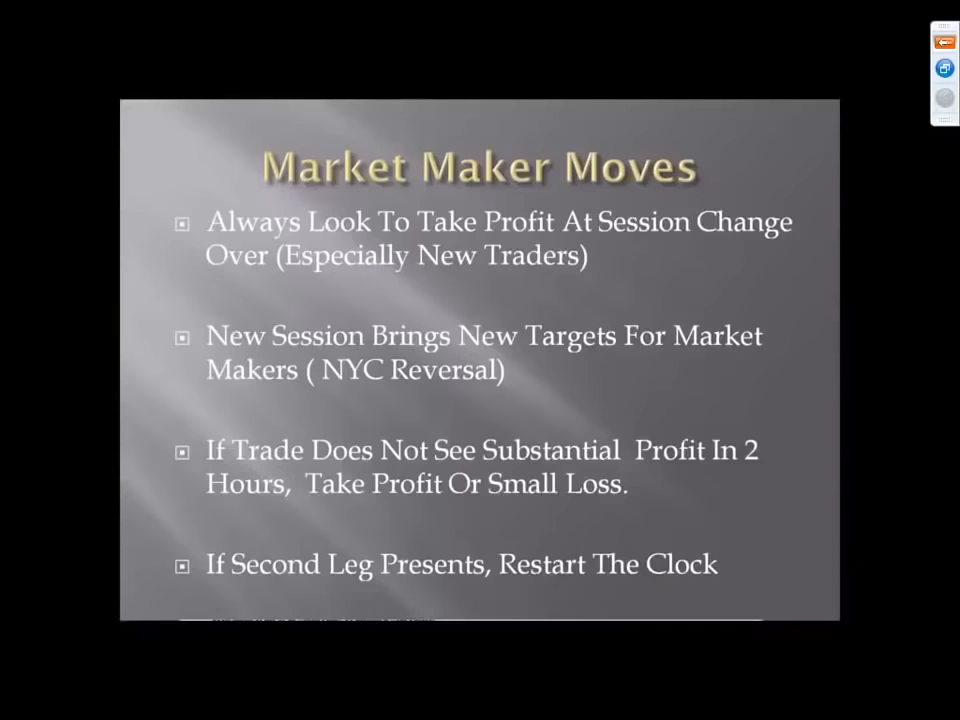 Market Maker Moves
Always Look To Take Profit At Session Change
Over (Especially New Traders)
New Session Brings New Targets For Market
Makers ( NYC Reversal)
If Trade Does Not See Substantial Profit In 2
Hours, Take Profit Or Small Loss.
If Second Leg Presents, Restart The Clock